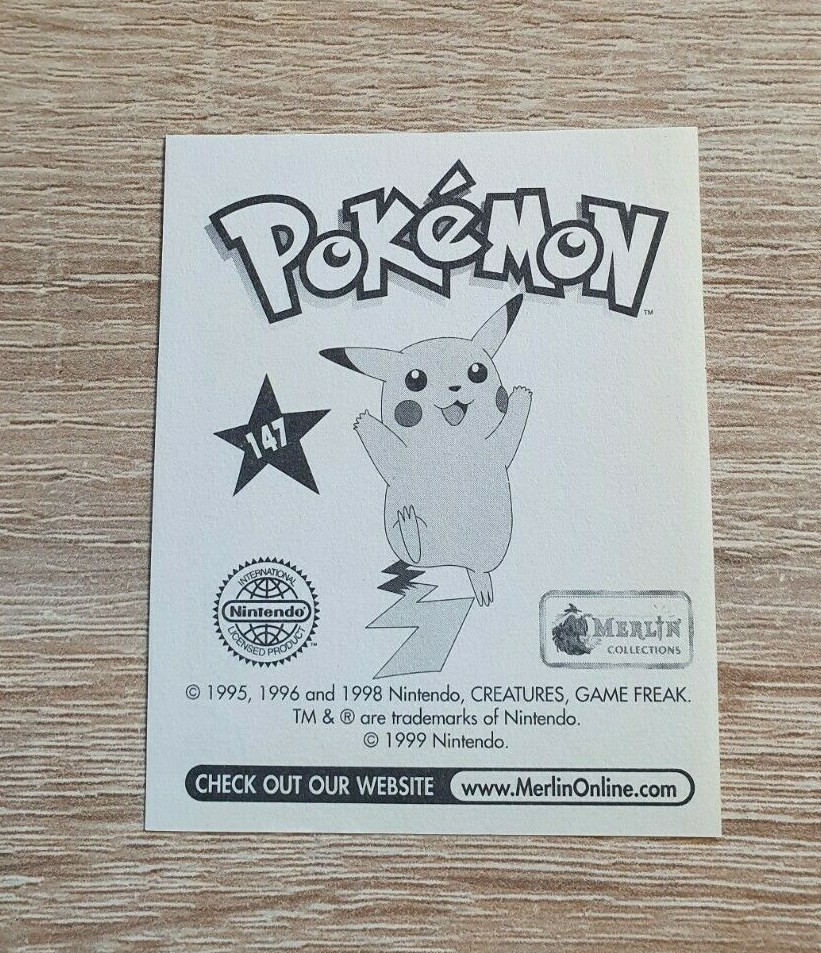 POKéMON
™
147
INTERNATIONAL
Nintendo®
LICENSED PRODUCT
™
MERLIN
COLLECTIONS
© 1995, 1996 and 1998 Nintendo, CREATURES, GAME FREAK.
TM & ® are trademarks of Nintendo.
© 1999 Nintendo.
CHECK OUT OUR WEBSITE www.MerlinOnline.com